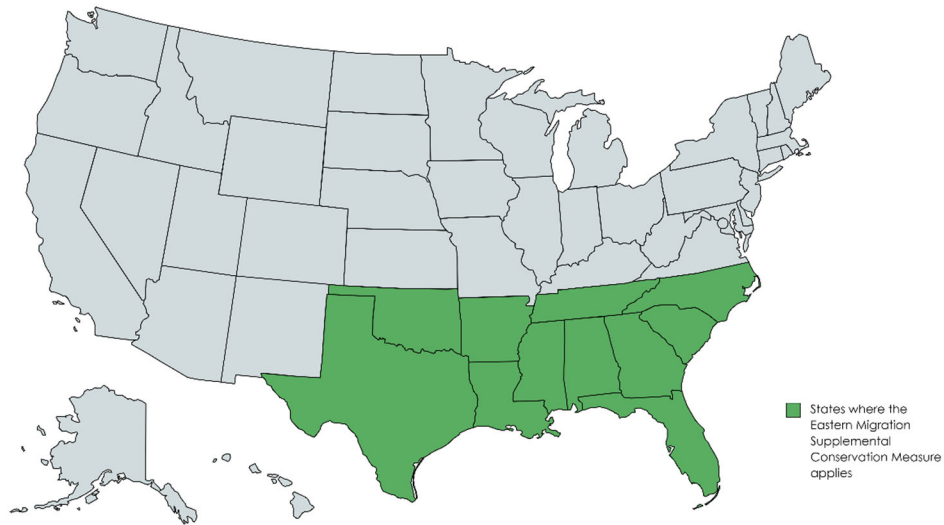 States where the
Eastern Migration
Supplemental
Conservation Measure
applies